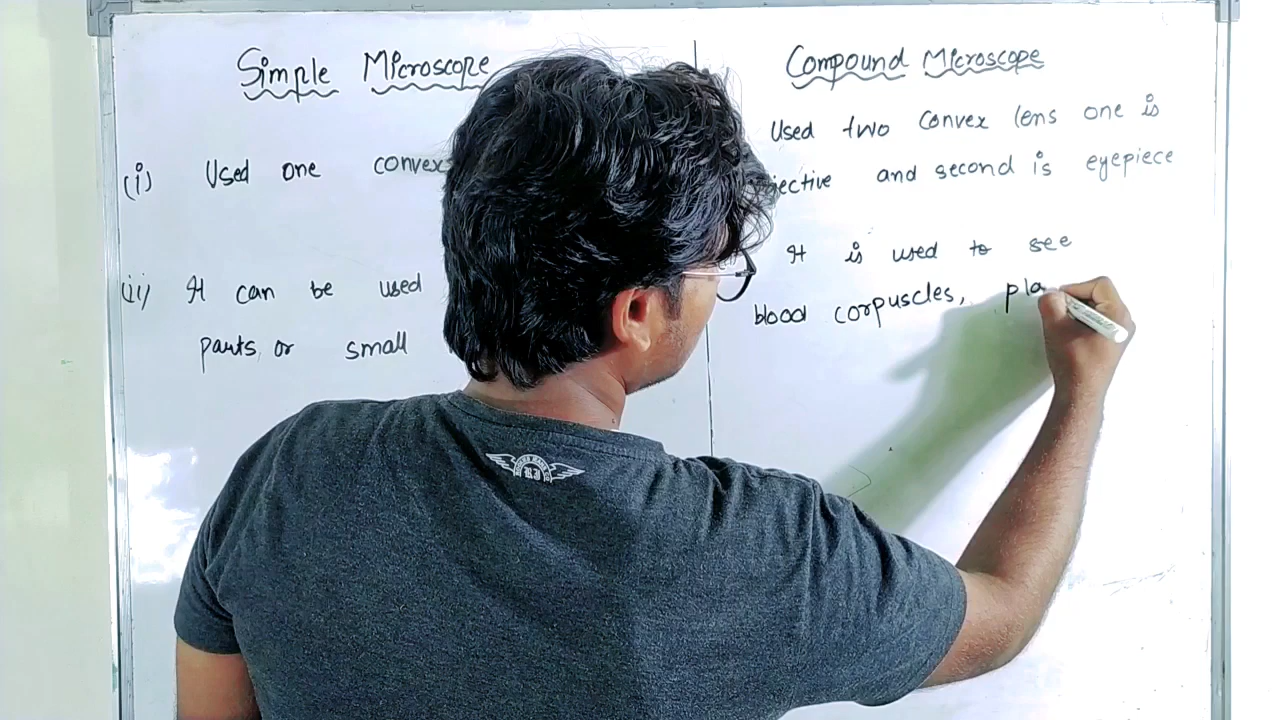 Simple Microscope
(i) Used one convex
(ii) It can be used
parts or small
Compound Microscope
Used two convex lens one is
jective and second is eyepiece
It is used to see
blood corpuscles, pla